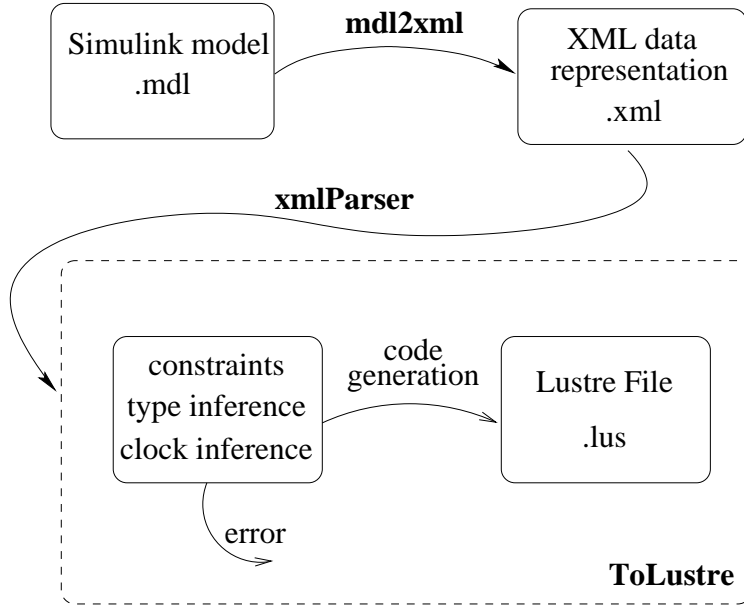 Simulink model
.mdl
mdl2xml
XML data
representation
.xml
xmlParser
constraints
type inference
clock inference
code
generation
Lustre File
.lus
error
ToLustre